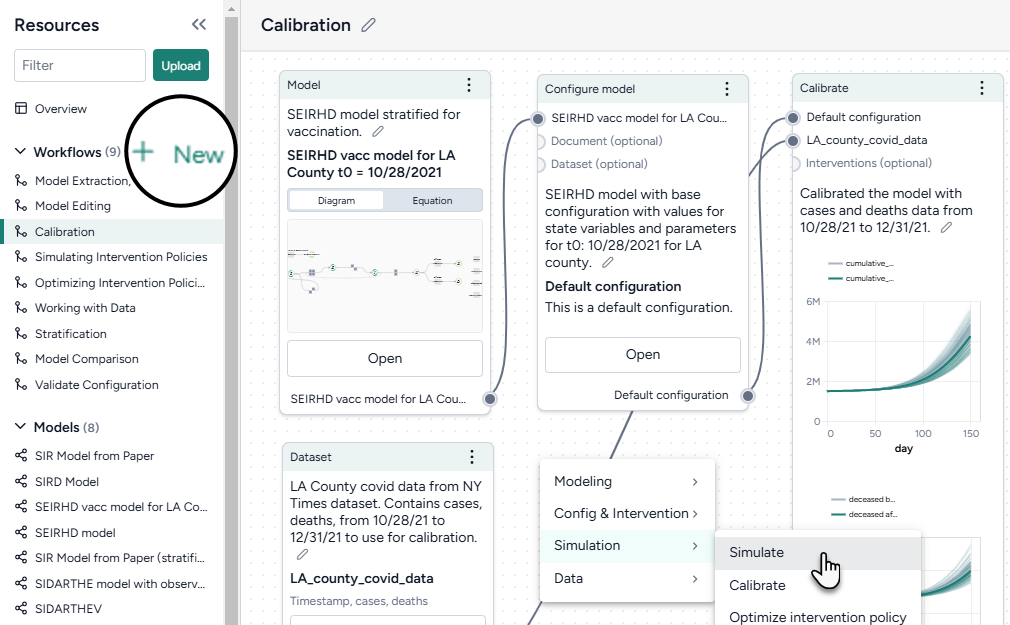 Resources
Filter
Upload
Overview
Workflows (9)
+ New
Model Extraction,
Model Editing
Calibration
Simulating Intervention Policies
Optimizing Intervention Polici...
Working with Data
Stratification
Model Comparison
Validate Configuration
Models (8)
SIR Model from Paper
SIRD Model
SEIRHD vacc model for LA Co...
SEIRHD model
SIR Model from Paper (stratifi...
SIDARTHE model with observ...
SIDARTHEV
Calibration
Model
SEIRHD model stratified for
vaccination.
SEIRHD vacc model for LA
County t0 = 10/28/2021
Diagram
Equation
Open
SEIRHD vacc model for LA Cou...
Dataset
LA County covid data from NY
Times dataset. Contains cases,
deaths, from 10/28/21 to
12/31/21 to use for calibration.
LA_county_covid_data
Timestamp, cases, deaths
Configure model
SEIRHD vacc model for LA Cou...
Document (optional)
Dataset (optional)
SEIRHD model with base
configuration with values for
state variables and parameters
for t0: 10/28/2021 for LA
county.
Default configuration
This is a default configuration.
Open
Default configuration
Modeling
Config & Intervention
Simulation
Data
Simulate
Calibrate
Optimize intervention policy
Calibrate
Default configuration
LA_county_covid_data
Interventions (optional)
Calibrated the model with
cases and deaths data from
10/28/21 to 12/31/21.
cumulative_...
cumulative_...
6M
4M
2M
0
0 50 100 150
day
deceased b...
deceased af...